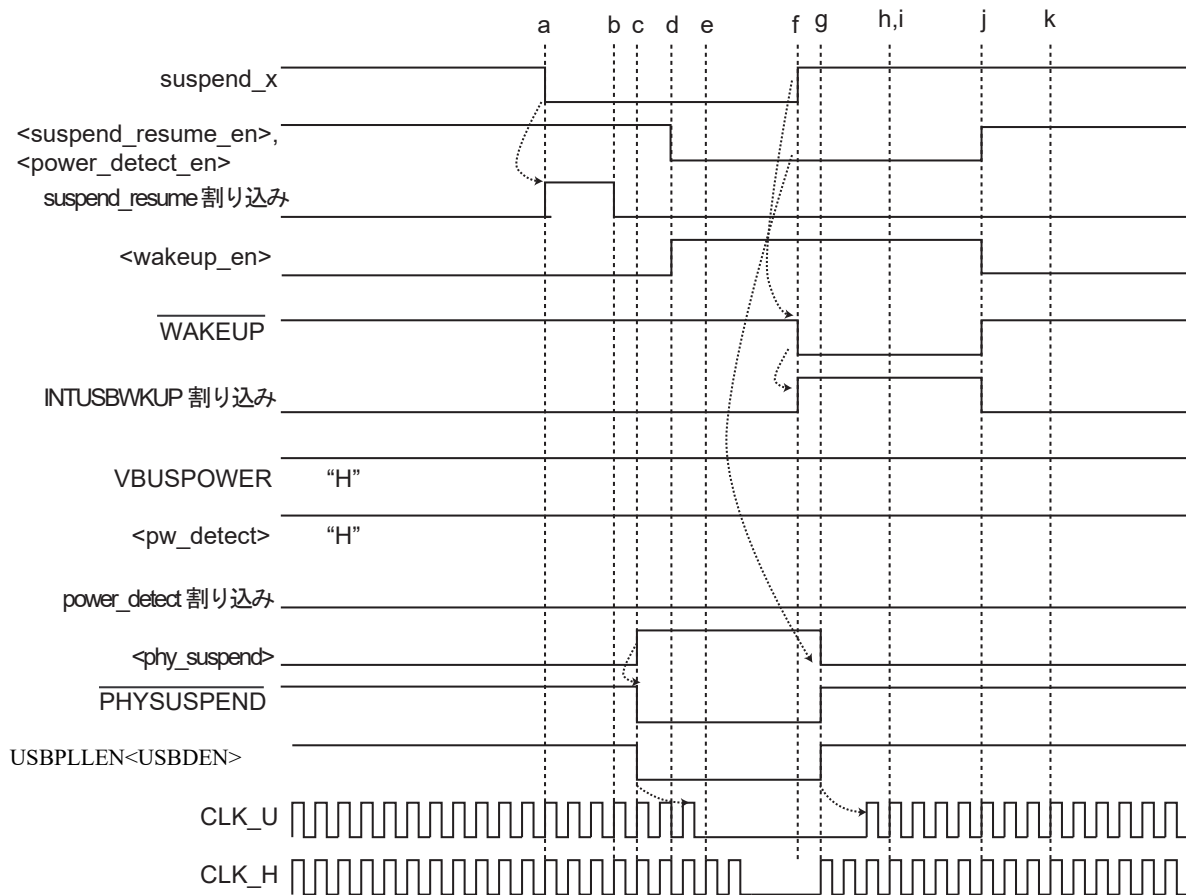 a b c d e f g h,i j k
suspend_x
<suspend_resume_en>,
<power_detect_en>
suspend_resume 割り込み
<wakeup_en>
WAKEUP
INTUSBWKUP 割り込み
VBUSPOWER “H”
<pw_detect> “H”
power_detect 割り込み
<phy_suspend>
PHYSUSPEND
USBPLLEN<USBDEN>
CLK_U
CLK_H